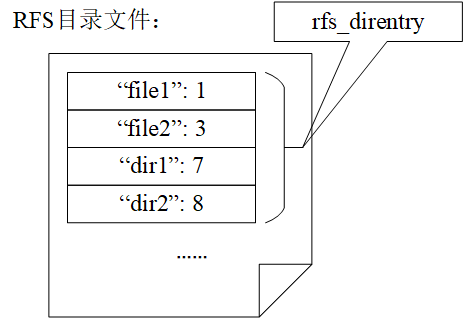 RFS目录文件：
rfs_direntry
“file1”: 1
“file2”: 3
“dir1”: 7
“dir2”: 8
......